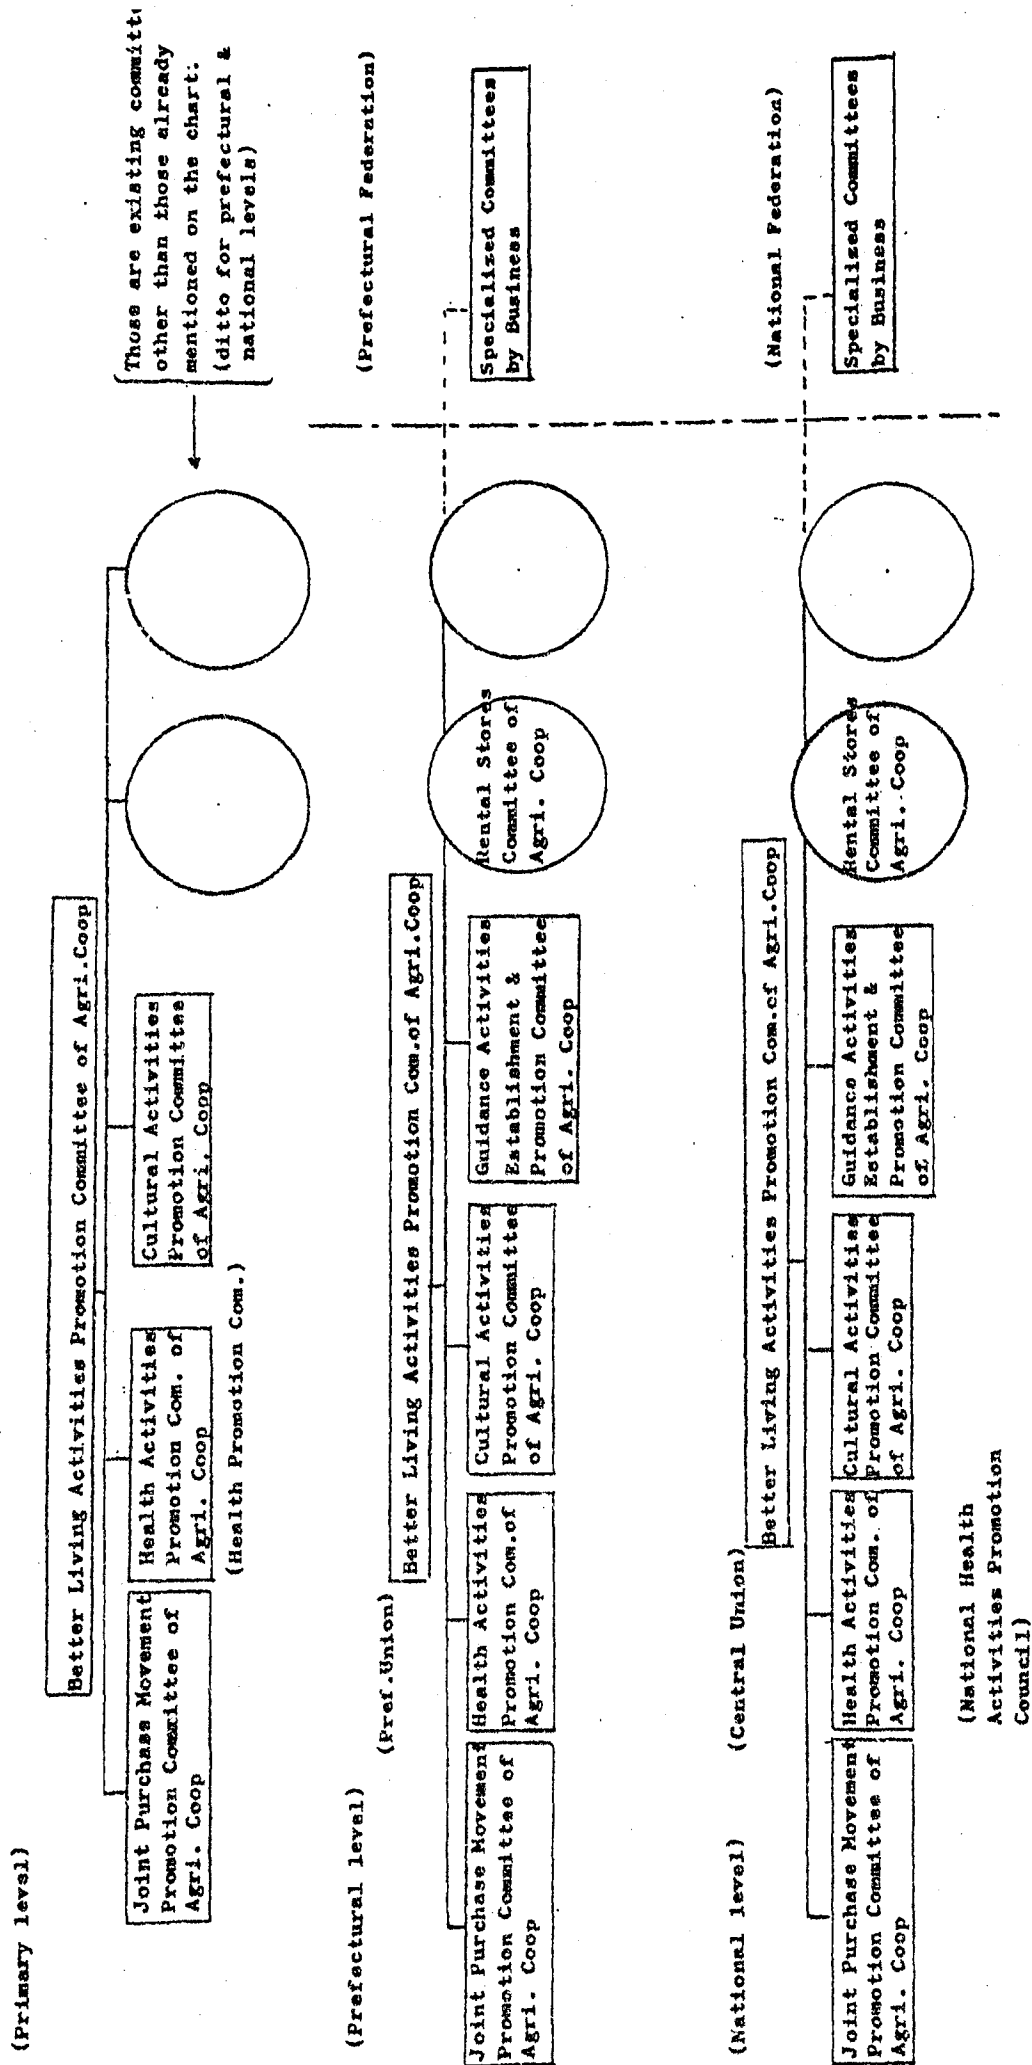 (Primary level)
Better Living Activities Promotion Committee of Agri.Coop
Joint Purchase Movement
Promotion Committee of
Agri. Coop
Health Activities
Promotion Com. of
Agri. Coop
(Health Promotion Com.)
Cultural Activities
Promotion Committee
of Agri. Coop
Those are existing committ
other than those already
mentioned on the chart.
(ditto for prefectural &
national levels)
(Prefectural level)
(Pref.Union)
(Prefectural Federation)
Better Living Activities Promotion Com.of Agri.Coop
Joint Purchase Movement
Promotion Committee of
Agri. Coop
Health Activities
Promotion Com.of
Agri. Coop
Cultural Activities
Promotion Committee
of Agri. Coop
Guidance Activities
Establishment &
Promotion Committee
of Agri. Coop
Rental Stores
Committee of
Agri. Coop
Specialized Committees
by Business
(National level)
(Central Union)
(National Federation)
Better Living Activities Promotion Com.of Agri.Coop
Joint Purchase Movement
Promotion Committee of
Agri. Coop
Health Activities
Promotion Com. of
Agri. Coop
(National Health
Activities Promotion
Council)
Cultural Activities
Promotion Committee
of Agri. Coop
Guidance Activities
Establishment &
Promotion Committee
of Agri. Coop
Rental Stores
Committee of
Agri. Coop
Specialized Committees
by Business